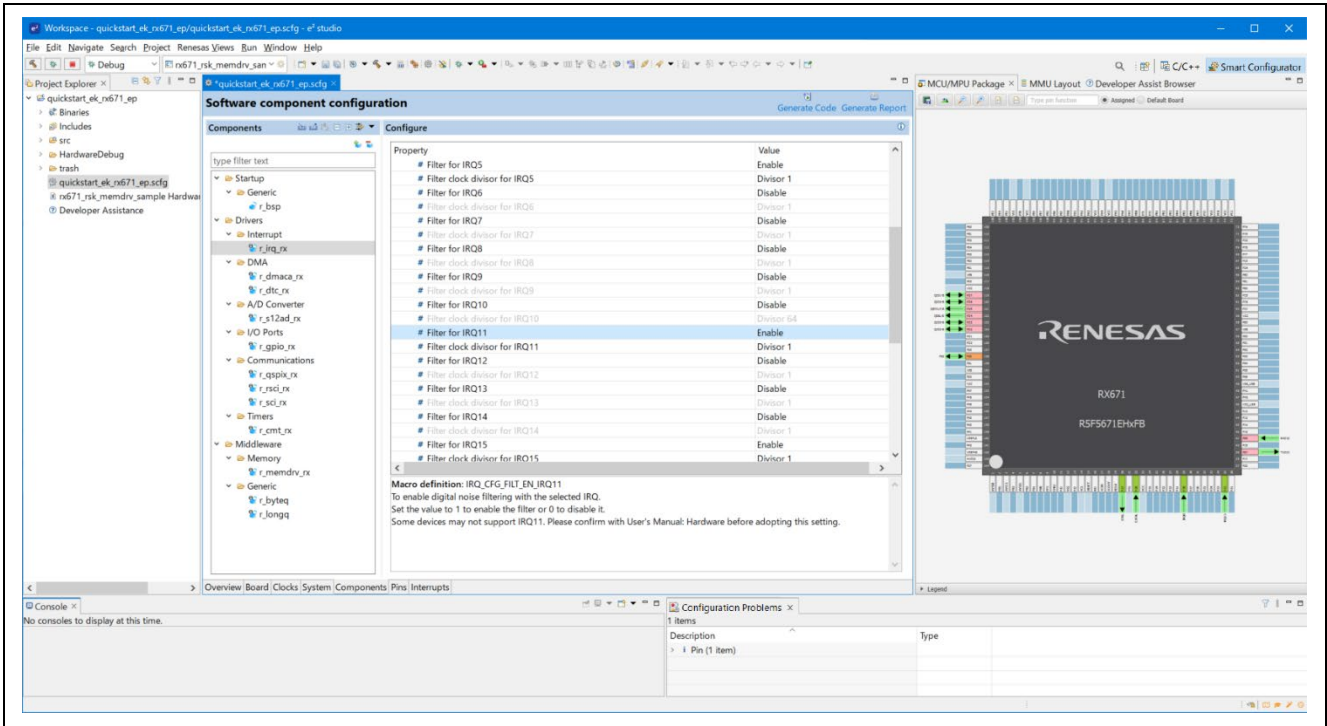 Workspace - quickstart_ek_rx671_ep/quickstart_ek_rx671_ep.scfg - e² studio
File Edit Navigate Search Project Renesas Views Run Window Help
Debug
rx671_rsk_memdrv_san
C/C++
Smart Configurator
Project Explorer
quickstart_ek_rx671_ep
Binaries
Includes
src
HardwareDebug
trash
quickstart_ek_rx671_ep.scfg
rx671_rsk_memdrv_sample Hardwar
Developer Assistance
*quickstart_ek_rx671_ep.scfg
Software component configuration
Generate Code Generate Report
Components
type filter text
Startup
Generic
r_bsp
Drivers
Interrupt
r_irq_rx
DMA
r_dmaca_rx
r_dtc_rx
A/D Converter
r_s12ad_rx
I/O Ports
r_gpio_rx
Communications
r_qspix_rx
r_rsci_rx
r_sci_rx
Timers
r_cmt_rx
Middleware
Memory
r_memdrv_rx
Generic
r_byteq
r_longq
Configure
Property Value
# Filter for IRQ5 Enable
# Filter clock divisor for IRQ5 Divisor 1
# Filter for IRQ6 Disable
# Filter clock divisor for IRQ6 Divisor 1
# Filter for IRQ7 Disable
# Filter clock divisor for IRQ7 Divisor 1
# Filter for IRQ8 Disable
# Filter clock divisor for IRQ8 Divisor 1
# Filter for IRQ9 Disable
# Filter clock divisor for IRQ9 Divisor 1
# Filter for IRQ10 Disable
# Filter clock divisor for IRQ10 Divisor 64
# Filter for IRQ11 Enable
# Filter clock divisor for IRQ11 Divisor 1
# Filter for IRQ12 Disable
# Filter clock divisor for IRQ12 Divisor 1
# Filter for IRQ13 Disable
# Filter clock divisor for IRQ13 Divisor 1
# Filter for IRQ14 Disable
# Filter clock divisor for IRQ14 Divisor 1
# Filter for IRQ15 Enable
# Filter clock divisor for IRQ15 Divisor 1
Macro definition: IRQ_CFG_FILT_EN_IRQ11
To enable digital noise filtering with the selected IRQ.
Set the value to 1 to enable the filter or 0 to disable it.
Some devices may not support IRQ11. Please confirm with User's Manual: Hardware before adopting this setting.
Overview Board Clocks System Components Pins Interrupts
MCU/MPU Package MMU Layout Developer Assist Browser
Type pin function
Assigned Default Board
RENESAS
RX671
R5F5671EHxFB
Legend
Console
No consoles to display at this time.
Configuration Problems
1 items
Description Type
i Pin (1 item)